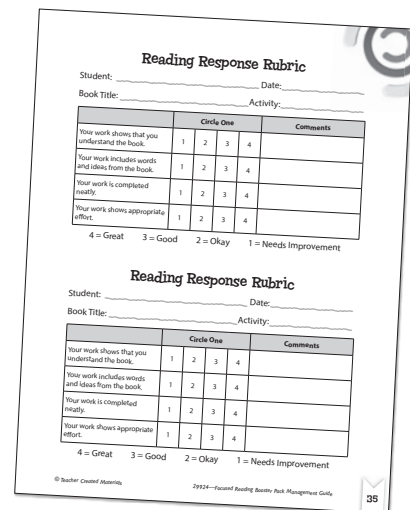 Reading Response Rubric
Student: Date:
Book Title: Activity:
Circle One Comments
Your work shows that you
understand the book. 1 2 3 4
Your work includes words
and ideas from the book. 1 2 3 4
Your work is completed
neatly. 1 2 3 4
Your work shows appropriate
effort. 1 2 3 4
4 = Great 3 = Good 2 = Okay 1 = Needs Improvement
Reading Response Rubric
Student: Date:
Book Title: Activity:
Circle One Comments
Your work shows that you
understand the book. 1 2 3 4
Your work includes words
and ideas from the book. 1 2 3 4
Your work is completed
neatly. 1 2 3 4
Your work shows appropriate
effort. 1 2 3 4
4 = Great 3 = Good 2 = Okay 1 = Needs Improvement
© Teacher Created Materials 29924—Focused Reading Booster Pack Management Guide 35